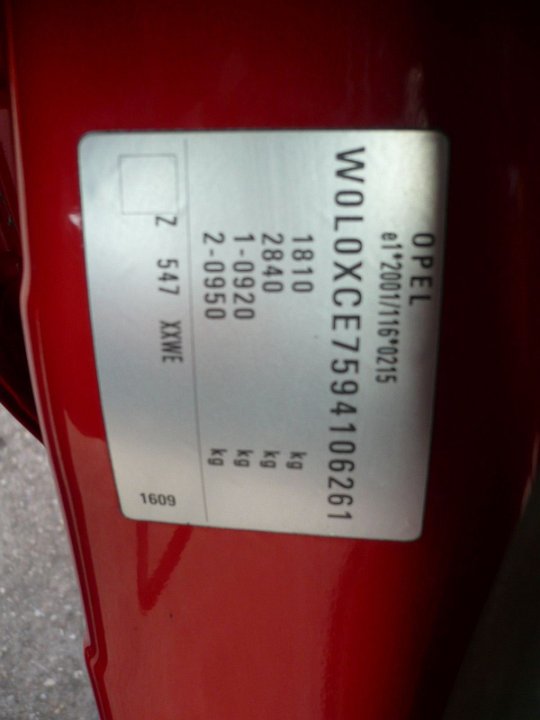 OPEL
e1*2001/116*0215
W0L0XCE7594106261
1810 kg
2840 kg
1-0920 kg
2-0950 kg
Z 547 XXWE
1609